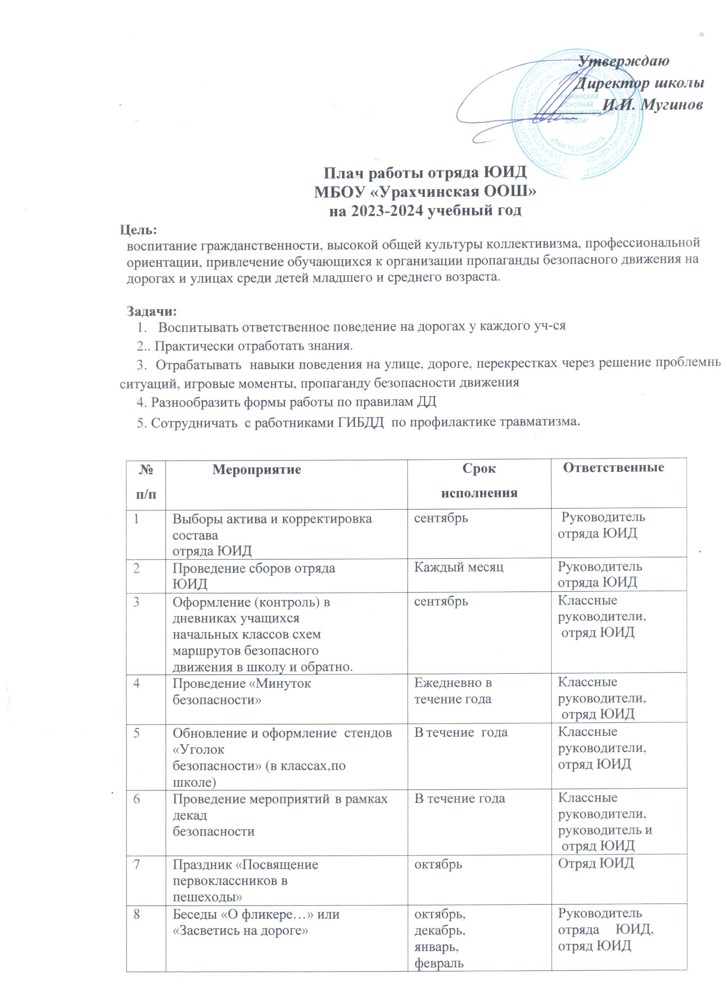 Утверждаю
Директор школы
И.И. Мугинов
УРАХЧИНСКАЯ
ОСНОВНАЯ
ОБЩЕОБРАЗОВАТЕЛЬНАЯ
ШКОЛА"
ИНН 1634003518
План работы отряда ЮИД
МБОУ «Урахчинская ООШ»
на 2023-2024 учебный год
Цель:
воспитание гражданственности, высокой общей культуры коллективизма, профессиональной
ориентации, привлечение обучающихся к организации пропаганды безопасного движения на
дорогах и улицах среди детей младшего и среднего возраста.
Задачи:
1. Воспитывать ответственное поведение на дорогах у каждого уч-ся
2.. Практически отработать знания.
3. Отрабатывать навыки поведения на улице, дороге, перекрестках через решение проблемны
ситуаций, игровые моменты, пропаганду безопасности движения
4. Разнообразить формы работы по правилам ДД
5. Сотрудничать с работниками ГИБДД по профилактике травматизма.
№ Мероприятие Срок Ответственные
п/п исполнения
1 Выборы актива и корректировка сентябрь Руководитель
состава отряда ЮИД
отряда ЮИД
2 Проведение сборов отряда Каждый месяц Руководитель
ЮИД отряда ЮИД
3 Оформление (контроль) в сентябрь Классные
дневниках учащихся руководители,
начальных классов схем отряд ЮИД
маршрутов безопасного
движения в школу и обратно.
4 Проведение «Минуток Ежедневно в Классные
безопасности» течение года руководители,
отряд ЮИД
5 Обновление и оформление стендов В течение года Классные
«Уголок руководители,
безопасности» (в классах,по отряд ЮИД
школе)
6 Проведение мероприятий в рамках В течение года Классные
декад руководители,
безопасности руководитель и
отряд ЮИД
7 Праздник «Посвящение октябрь Отряд ЮИД
первоклассников в
пешеходы»
8 Беседы «О фликере…» или октябрь, Руководитель
«Засветись на дороге» декабрь, отряда ЮИД,
январь, отряд ЮИД
февраль